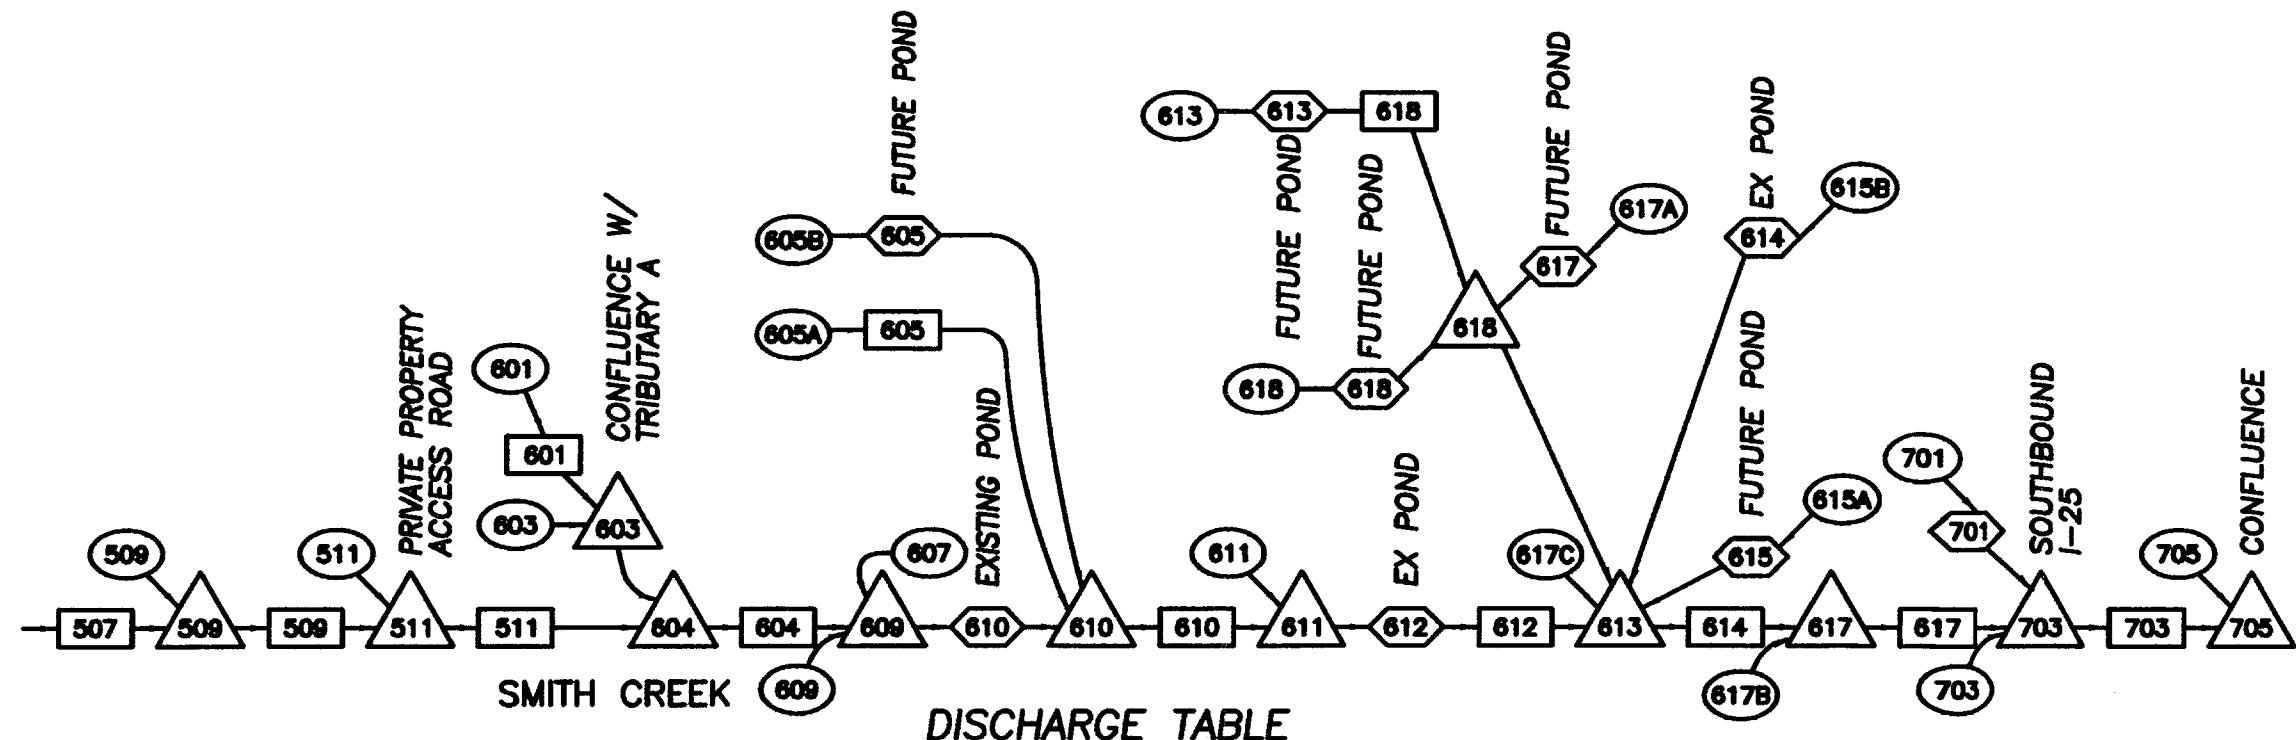 FUTURE POND
613
613
618
FUTURE POND
EX POND
FUTURE POND
FUTURE POND
615B
617A
605B
605
614
617
CONFLUENCE W/
TRIBUTARY A
605A
605
618
PRIVATE PROPERTY
ACCESS ROAD
601
618
618
FUTURE POND
SOUTHBOUND
I-25
CONFLUENCE
601
EXISTING POND
EX POND
701
615A
603
603
701
509
511
607
611
617C
615
705
507
509
509
511
511
604
604
609
610
610
610
611
612
612
613
614
617
617
703
703
705
SMITH CREEK
609
617B
703
DISCHARGE TABLE